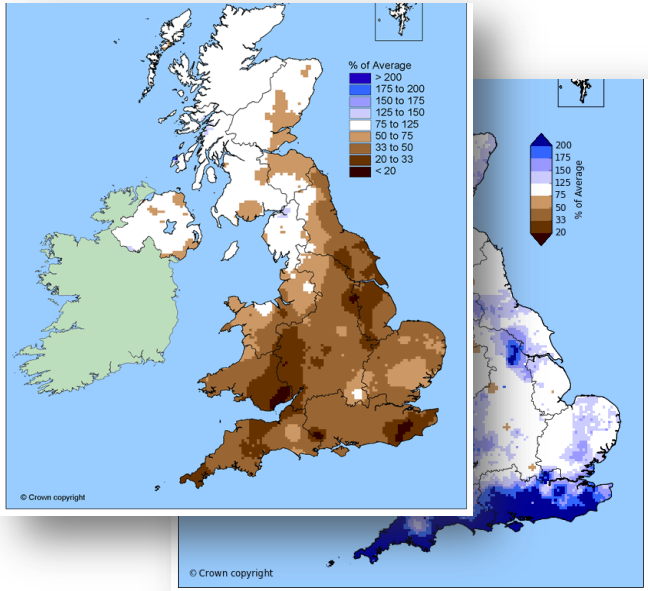 % of Average
> 200
175 to 200
150 to 175
125 to 150
75 to 125
50 to 75
33 to 50
20 to 33
< 20
© Crown copyright
200
175
150
125
75
50
33
20
% of Average
© Crown copyright